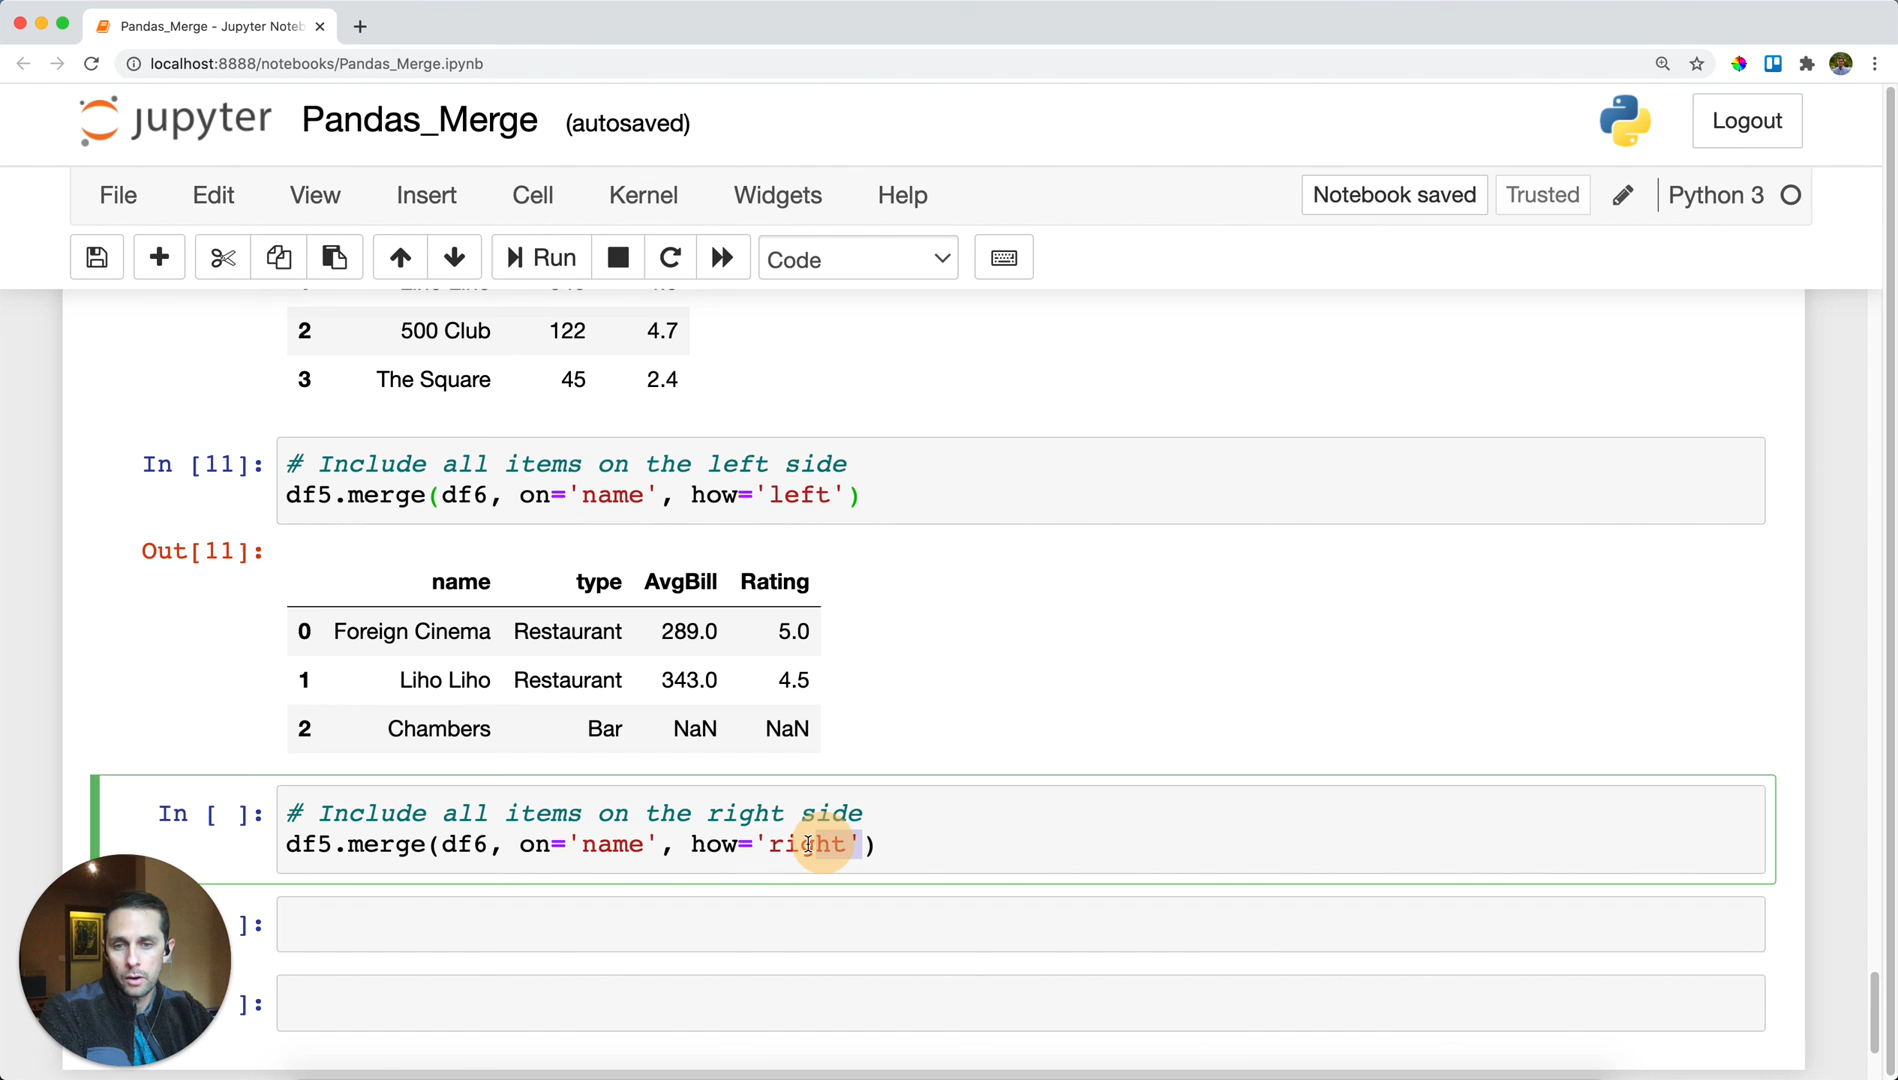 Pandas_Merge - Jupyter Noteb
localhost:8888/notebooks/Pandas_Merge.ipynb
jupyter Pandas_Merge (autosaved) Logout
File Edit View Insert Cell Kernel Widgets Help Notebook saved Trusted Python 3
Run Code
2 500 Club 122 4.7
3 The Square 45 2.4
In [11]: # Include all items on the left side
df5.merge(df6, on='name', how='left')
Out[11]:
name type AvgBill Rating
0 Foreign Cinema Restaurant 289.0 5.0
1 Liho Liho Restaurant 343.0 4.5
2 Chambers Bar NaN NaN
In [ ]: # Include all items on the right side
df5.merge(df6, on='name', how='right')
]:
]: